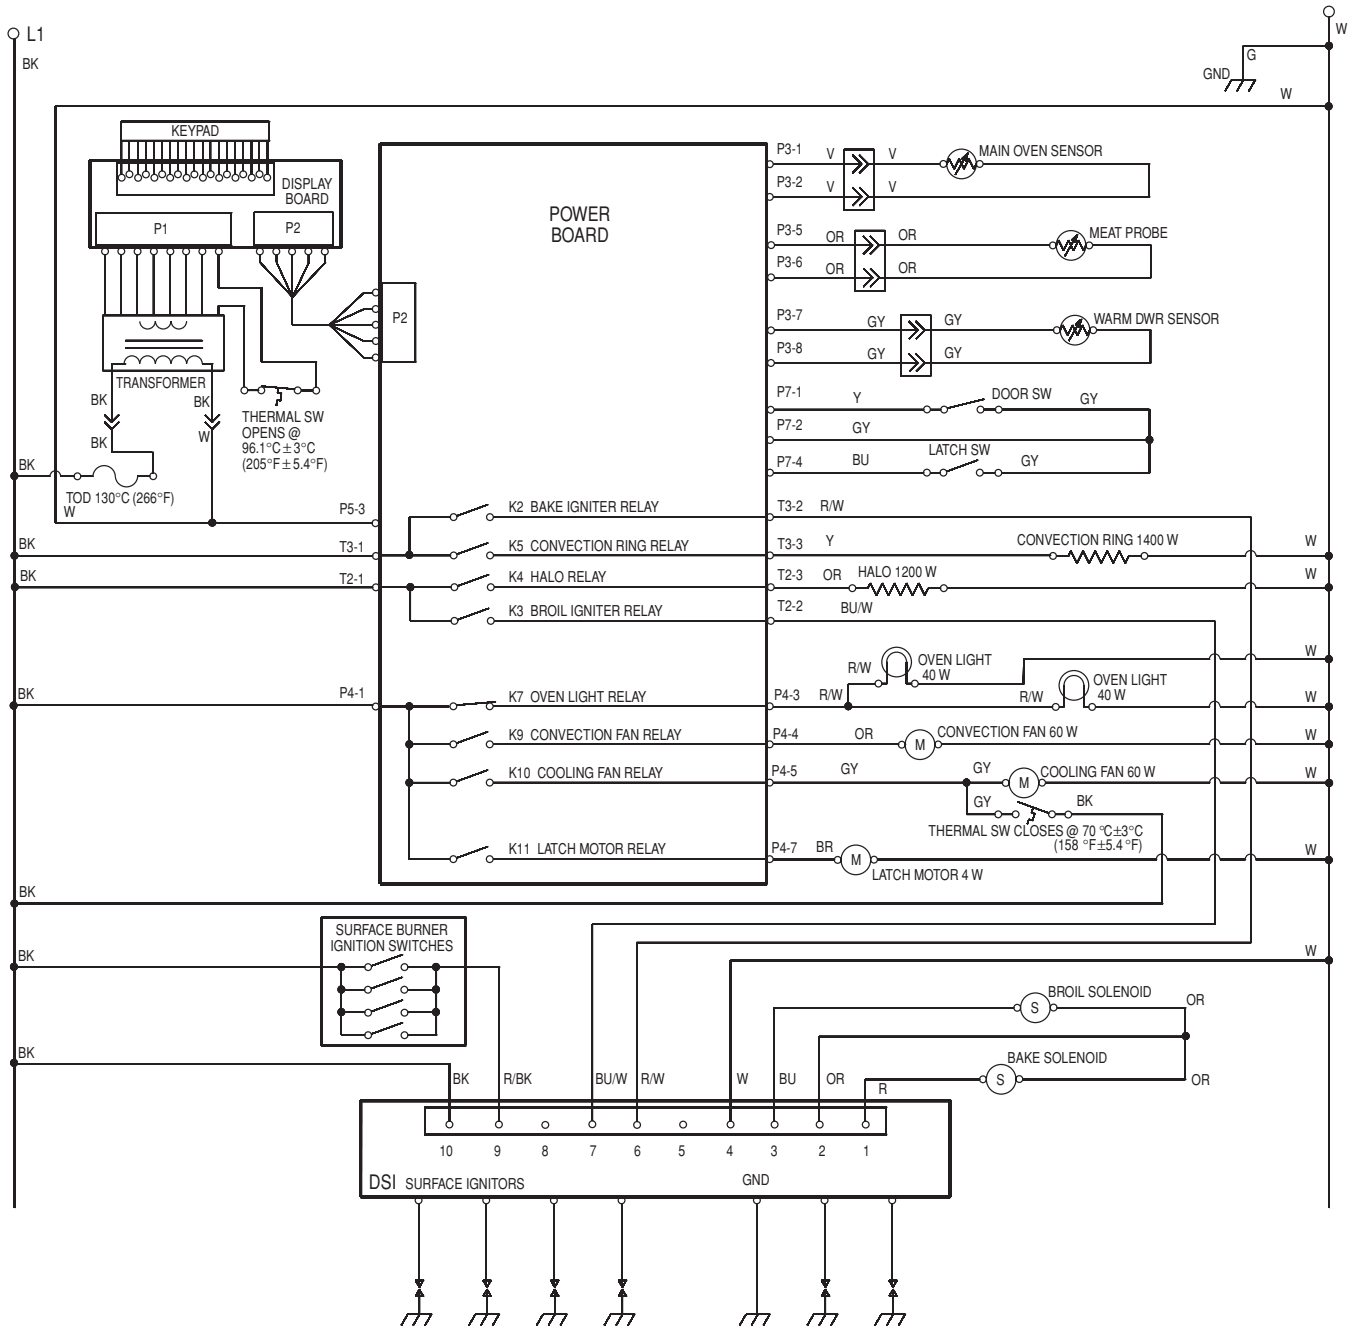 L1
W
BK
G
GND
W
KEYPAD
DISPLAY
BOARD
P1
P2
POWER
BOARD
P2
P3-1
V
V
MAIN OVEN SENSOR
P3-2
V
V
P3-5
OR
OR
MEAT PROBE
P3-6
OR
OR
P3-7
GY
GY
WARM DWR SENSOR
P3-8
GY
GY
P7-1
Y
DOOR SW
GY
P7-2
GY
LATCH SW
P7-4
BU
GY
TRANSFORMER
BK
BK
BK
W
THERMAL SW
OPENS @
96.1°C ± 3°C
(205°F ± 5.4°F)
BK
TOD 130°C (266°F)
W
P5-3
K2 BAKE IGNITER RELAY
T3-2
R/W
BK
T3-1
K5 CONVECTION RING RELAY
T3-3
Y
CONVECTION RING 1400 W
W
BK
T2-1
K4 HALO RELAY
T2-3
OR
HALO 1200 W
W
K3 BROIL IGNITER RELAY
T2-2
BU/W
R/W
OVEN LIGHT
40 W
W
BK
P4-1
K7 OVEN LIGHT RELAY
P4-3
R/W
R/W
OVEN LIGHT
40 W
W
K9 CONVECTION FAN RELAY
P4-4
OR
M
CONVECTION FAN 60 W
W
K10 COOLING FAN RELAY
P4-5
GY
GY
M
COOLING FAN 60 W
W
GY
BK
THERMAL SW CLOSES @ 70 °C±3°C
(158 °F±5.4 °F)
K11 LATCH MOTOR RELAY
P4-7
BR
M
LATCH MOTOR 4 W
W
BK
SURFACE BURNER
IGNITION SWITCHES
BK
W
BROIL SOLENOID
S
OR
BK
BAKE SOLENOID
S
OR
BK
R/BK
BU/W
R/W
W
BU
OR
R
10
9
8
7
6
5
4
3
2
1
DSI SURFACE IGNITORS
GND